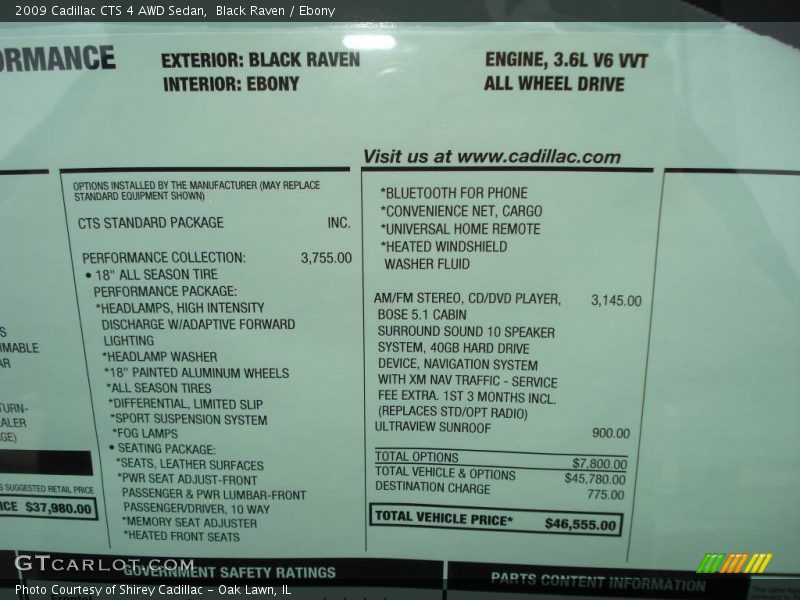 2009 Cadillac CTS 4 AWD Sedan, Black Raven / Ebony
ORMANCE
EXTERIOR: BLACK RAVEN
INTERIOR: EBONY
ENGINE, 3.6L V6 VVT
ALL WHEEL DRIVE
Visit us at www.cadillac.com
OPTIONS INSTALLED BY THE MANUFACTURER (MAY REPLACE
STANDARD EQUIPMENT SHOWN)
CTS STANDARD PACKAGE INC.
PERFORMANCE COLLECTION: 3,755.00
• 18" ALL SEASON TIRE
PERFORMANCE PACKAGE:
*HEADLAMPS, HIGH INTENSITY
DISCHARGE W/ADAPTIVE FORWARD
LIGHTING
*HEADLAMP WASHER
*18" PAINTED ALUMINUM WHEELS
*ALL SEASON TIRES
*DIFFERENTIAL, LIMITED SLIP
*SPORT SUSPENSION SYSTEM
*FOG LAMPS
• SEATING PACKAGE:
*SEATS, LEATHER SURFACES
*PWR SEAT ADJUST-FRONT
PASSENGER & PWR LUMBAR-FRONT
PASSENGER/DRIVER, 10 WAY
*MEMORY SEAT ADJUSTER
*HEATED FRONT SEATS
*BLUETOOTH FOR PHONE
*CONVENIENCE NET, CARGO
*UNIVERSAL HOME REMOTE
*HEATED WINDSHIELD
WASHER FLUID
AM/FM STEREO, CD/DVD PLAYER, 3,145.00
BOSE 5.1 CABIN
SURROUND SOUND 10 SPEAKER
SYSTEM, 40GB HARD DRIVE
DEVICE, NAVIGATION SYSTEM
WITH XM NAV TRAFFIC - SERVICE
FEE EXTRA. 1ST 3 MONTHS INCL.
(REPLACES STD/OPT RADIO)
ULTRAVIEW SUNROOF 900.00
TOTAL OPTIONS $7,800.00
TOTAL VEHICLE & OPTIONS $45,780.00
DESTINATION CHARGE 775.00
TOTAL VEHICLE PRICE* $46,555.00
S
MMABLE
AR
TURN-
EALER
GE)
S SUGGESTED RETAIL PRICE
ICE $37,980.00
GOVERNMENT SAFETY RATINGS
PARTS CONTENT INFORMATION
GTCARLOT.COM
Photo Courtesy of Shirey Cadillac - Oak Lawn, IL